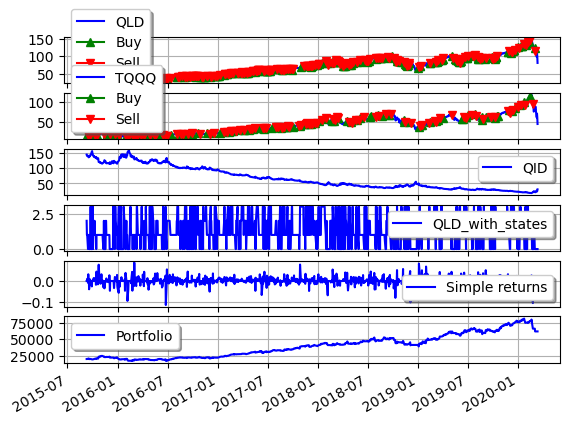 QLD
Buy
Sell
150
100
50
TQQQ
Buy
Sell
100
50
QID
150
100
50
QLD_with_states
2.5
0.0
Simple returns
0.0
−0.1
Portfolio
75000
50000
25000
2015-07
2016-01
2016-07
2017-01
2017-07
2018-01
2018-07
2019-01
2019-07
2020-01